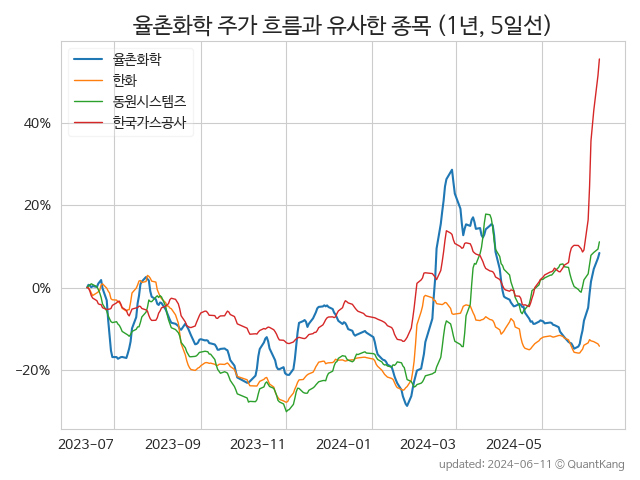 율촌화학 주가 흐름과 유사한 종목 (1년, 5일선)
율촌화학
한화
동원시스템즈
한국가스공사
40%
20%
0%
−20%
2023−07
2023−09
2023−11
2024−01
2024−03
2024−05
updated: 2024−06−11 © QuantKang